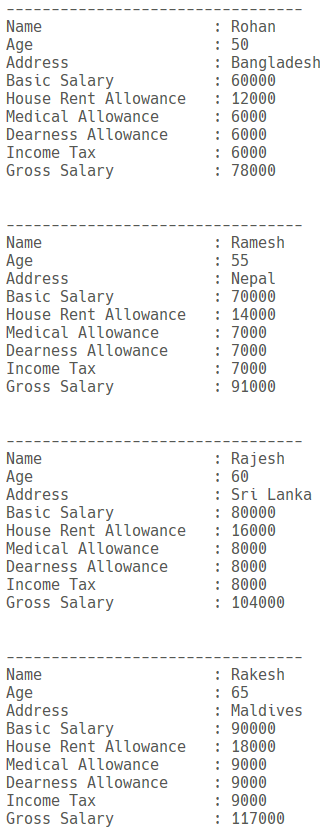 ---------------------------------
Name                   : Rohan
Age                    : 50
Address                : Bangladesh
Basic Salary           : 60000
House Rent Allowance   : 12000
Medical Allowance      : 6000
Dearness Allowance     : 6000
Income Tax             : 6000
Gross Salary           : 78000
---------------------------------
Name                   : Ramesh
Age                    : 55
Address                : Nepal
Basic Salary           : 70000
House Rent Allowance   : 14000
Medical Allowance      : 7000
Dearness Allowance     : 7000
Income Tax             : 7000
Gross Salary           : 91000
---------------------------------
Name                   : Rajesh
Age                    : 60
Address                : Sri Lanka
Basic Salary           : 80000
House Rent Allowance   : 16000
Medical Allowance      : 8000
Dearness Allowance     : 8000
Income Tax             : 8000
Gross Salary           : 104000
---------------------------------
Name                   : Rakesh
Age                    : 65
Address                : Maldives
Basic Salary           : 90000
House Rent Allowance   : 18000
Medical Allowance      : 9000
Dearness Allowance     : 9000
Income Tax             : 9000
Gross Salary           : 117000